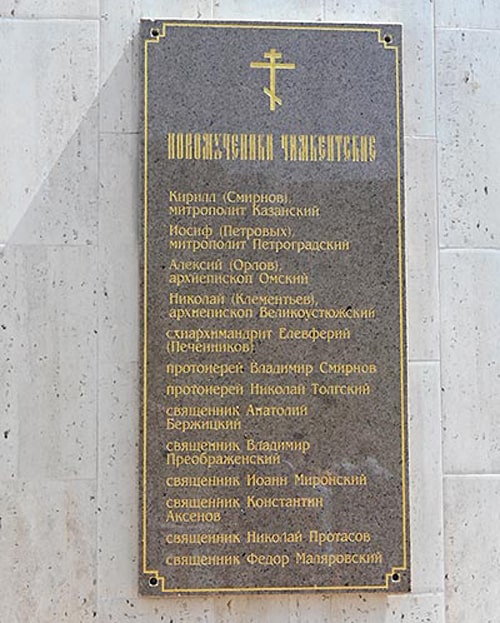 НОВОМУЧЕНИКИ ЧИМКЕНТСКИЕ
Кирилл (Смирнов),
митрополит Казанский
Иосиф (Петровых),
митрополит Петроградский
Алексий (Орлов),
архиепископ Омский
Николай (Клементьев),
архиепископ Великоустюжский
схиархимандрит Елевферий
(Печенников)
протоиерей Владимир Смирнов
протоиерей Николай Толгский
священник Анатолий
Бержицкий
священник Владимир
Преображенский
священник Иоанн Миронский
священник Константин
Аксенов
священник Николай Протасов
священник Федор Маляровский